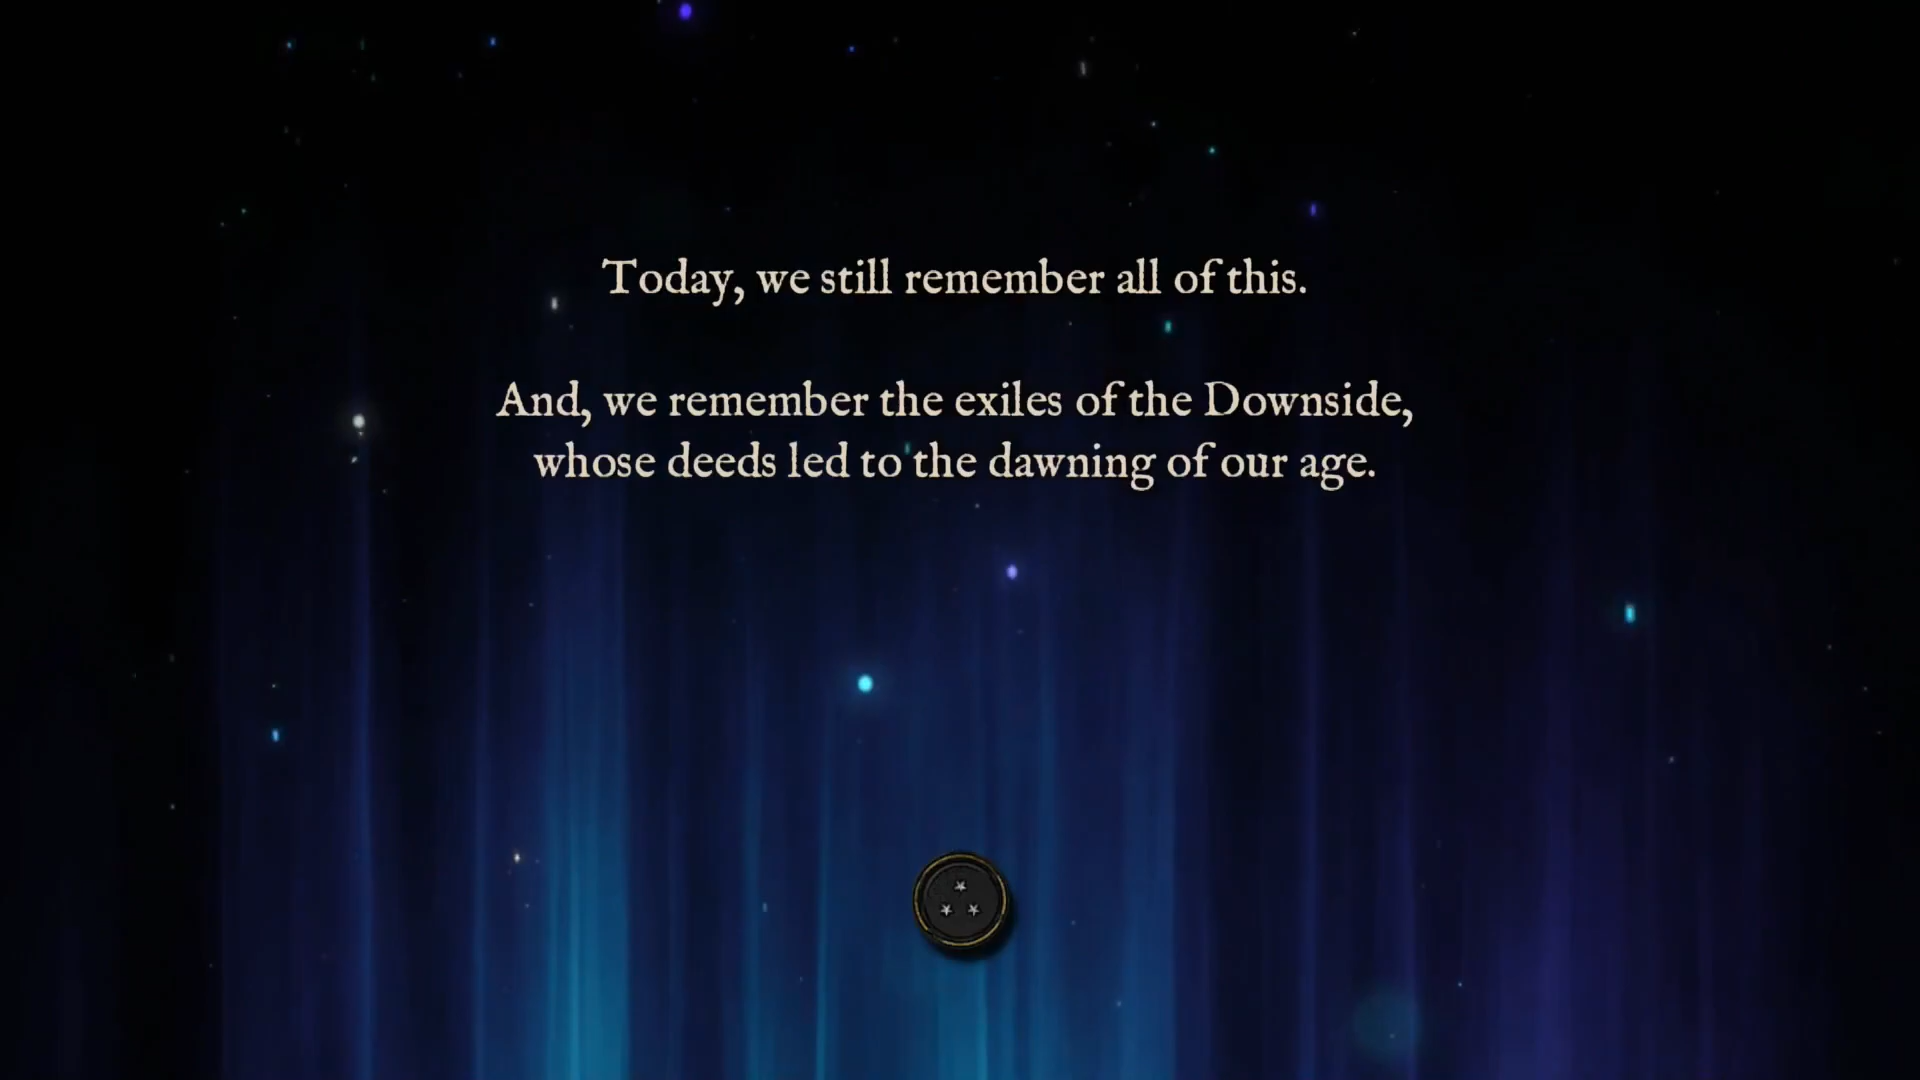 Today, we still remember all of this.
And, we remember the exiles of the Downside,
whose deeds led to the dawning of our age.